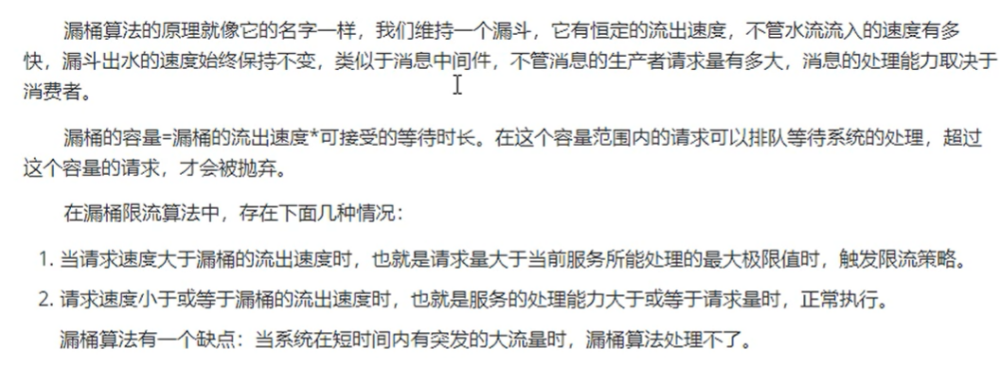 漏桶算法的原理就像它的名字一样，我们维持一个漏斗，它有恒定的流出速度，不管水流流入的速度有多
快，漏斗出水的速度始终保持不变，类似于消息中间件，不管消息的生产者请求量有多大，消息的处理能力取决于
消费者。
漏桶的容量=漏桶的流出速度*可接受的等待时长。在这个容量范围内的请求可以排队等待系统的处理，超过
这个容量的请求，才会被抛弃。
在漏桶限流算法中，存在下面几种情况：
1. 当请求速度大于漏桶的流出速度时，也就是请求量大于当前服务所能处理的最大极限值时，触发限流策略。
2. 请求速度小于或等于漏桶的流出速度时，也就是服务的处理能力大于或等于请求量时，正常执行。
漏桶算法有一个缺点：当系统在短时间内有突发的大流量时，漏桶算法处理不了。